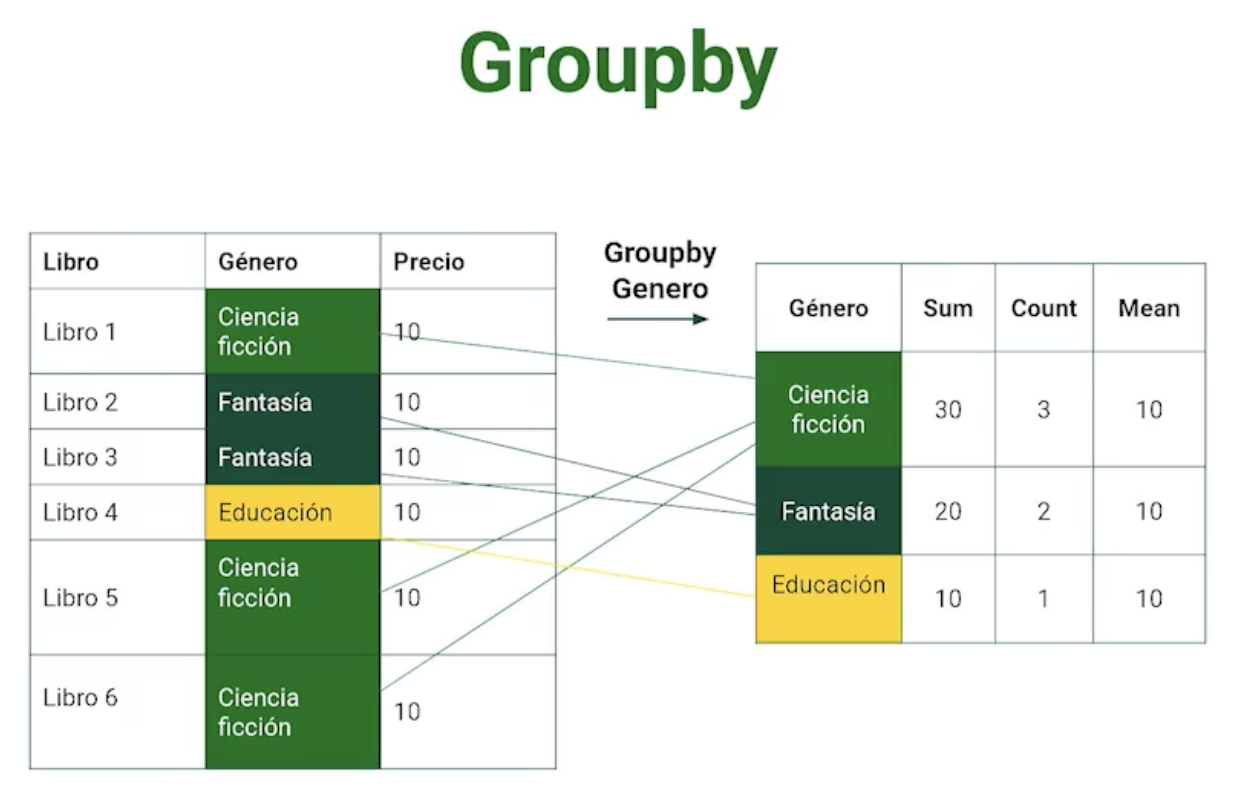 Groupby
Libro Género Precio
Libro 1 Ciencia ficción 10
Libro 2 Fantasía 10
Libro 3 Fantasía 10
Libro 4 Educación 10
Libro 5 Ciencia ficción 10
Libro 6 Ciencia ficción 10
Groupby
Genero
Género Sum Count Mean
Ciencia ficción 30 3 10
Fantasía 20 2 10
Educación 10 1 10